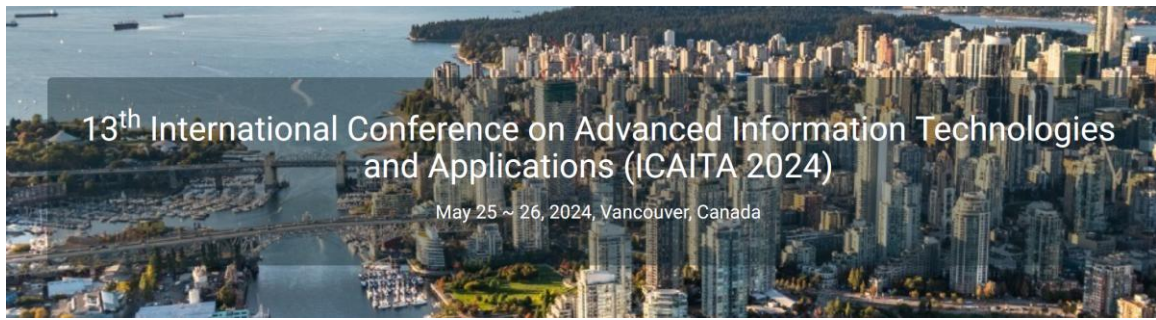 13th International Conference on Advanced Information Technologies
and Applications (ICAITA 2024)
May 25 ~ 26, 2024, Vancouver, Canada